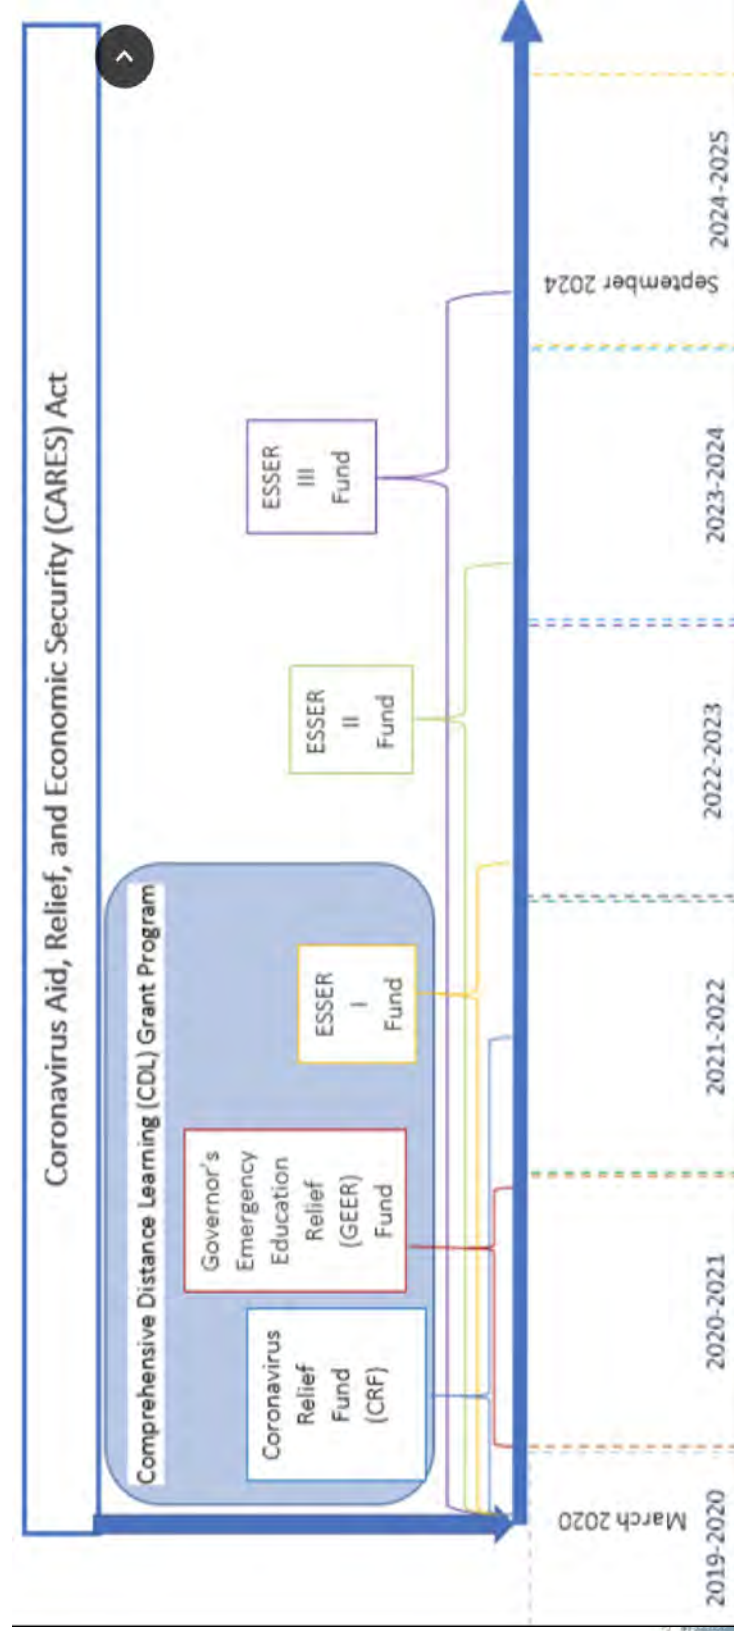 Coronavirus Aid, Relief, and Economic Security (CARES) Act
Comprehensive Distance Learning (CDL) Grant Program
Coronavirus
Relief
Fund
(CRF)
Governor's
Emergency
Education
Relief
(GEER)
Fund
ESSER
I
Fund
ESSER
II
Fund
ESSER
III
Fund
March 2020
September 2024
2019-2020
2020-2021
2021-2022
2022-2023
2023-2024
2024-2025